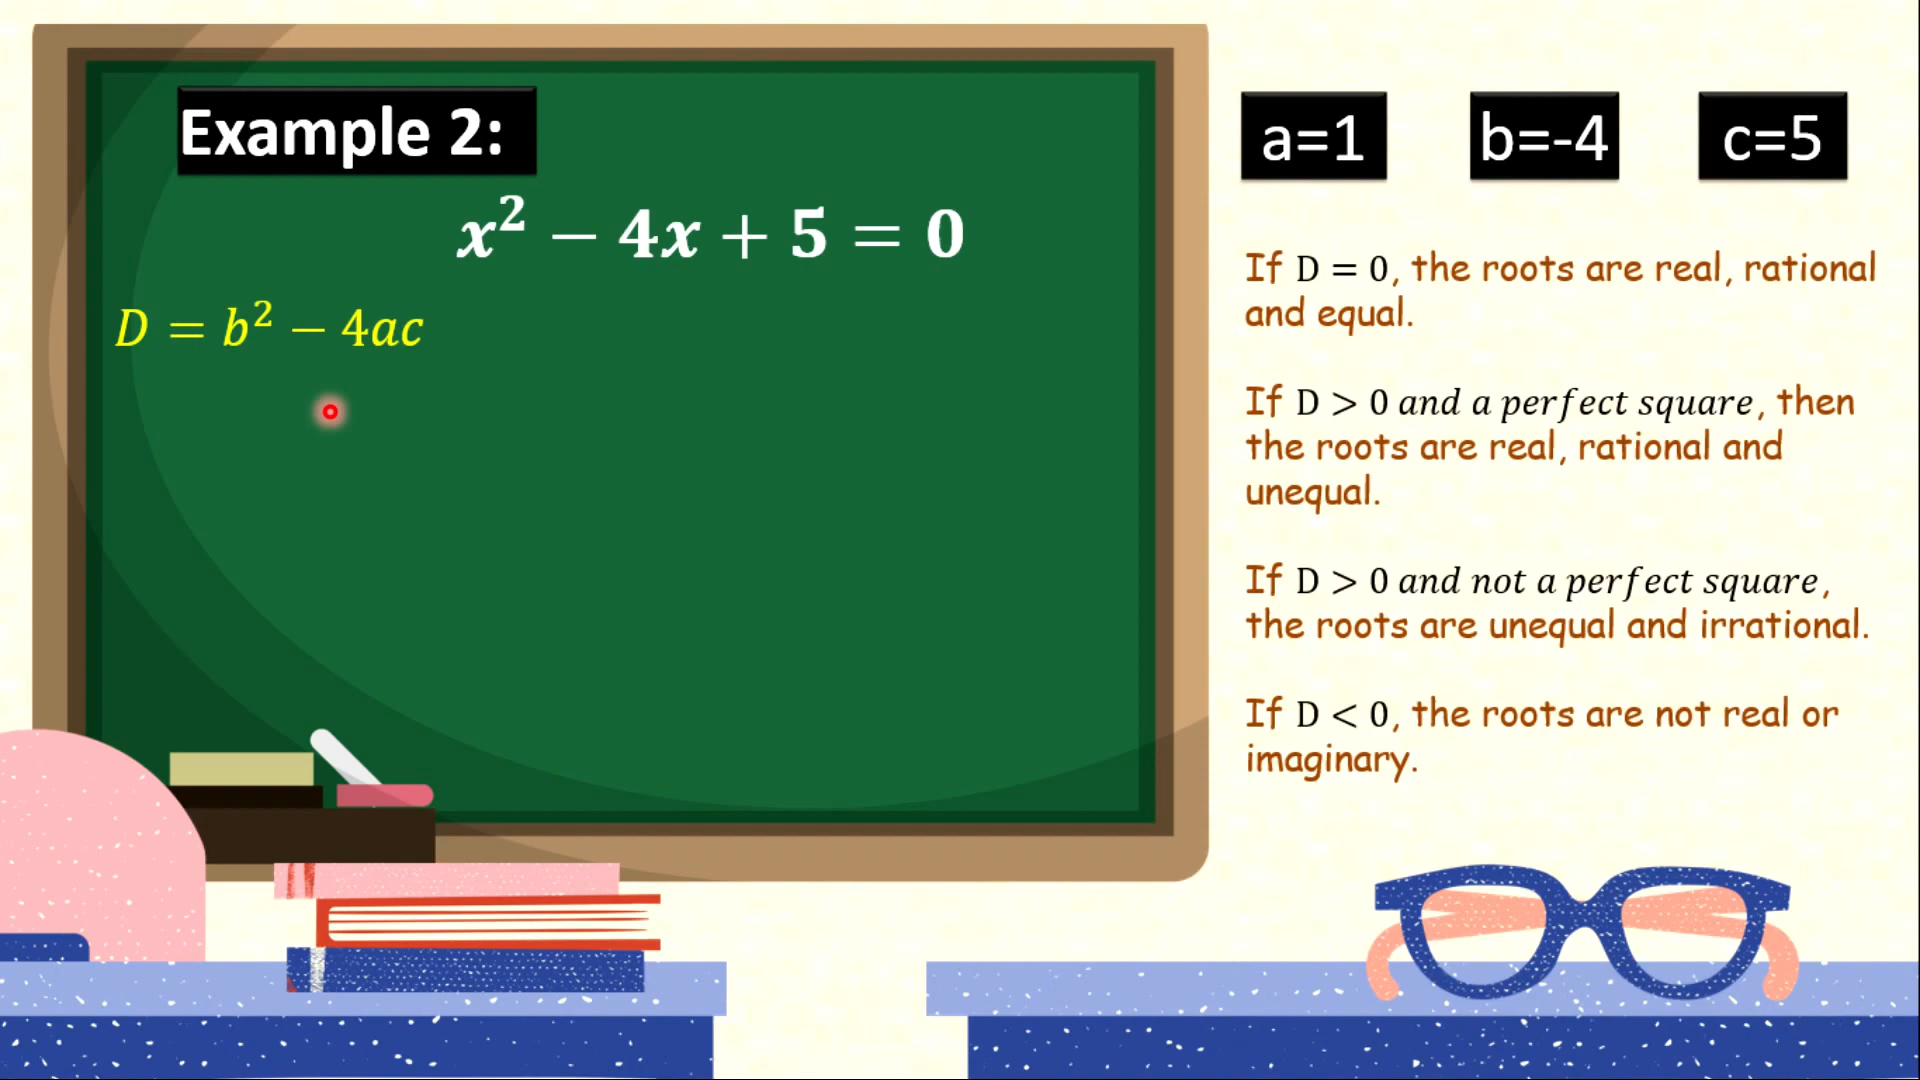 Example 2:
x² − 4x + 5 = 0
D = b² − 4ac
a=1
b=-4
c=5
If D = 0, the roots are real, rational
and equal.
If D > 0 and a perfect square, then
the roots are real, rational and
unequal.
If D > 0 and not a perfect square,
the roots are unequal and irrational.
If D < 0, the roots are not real or
imaginary.